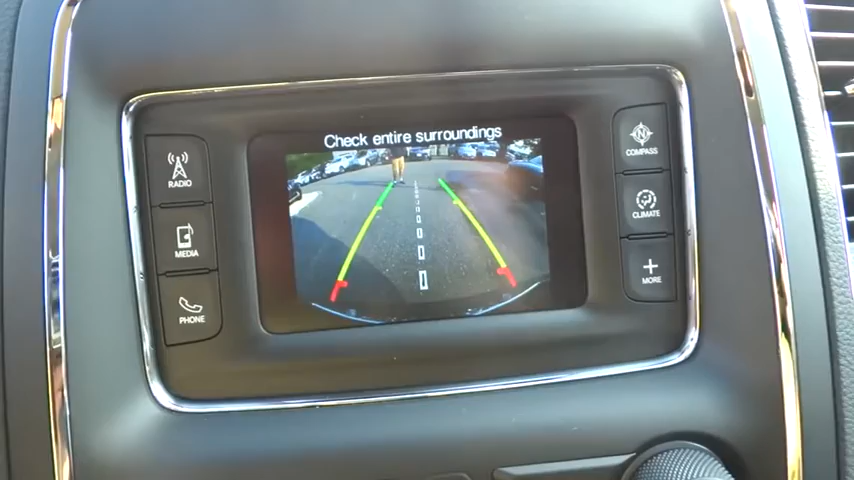 Check entire surroundings
RADIO
MEDIA
PHONE
N
COMPASS
CLIMATE
MORE